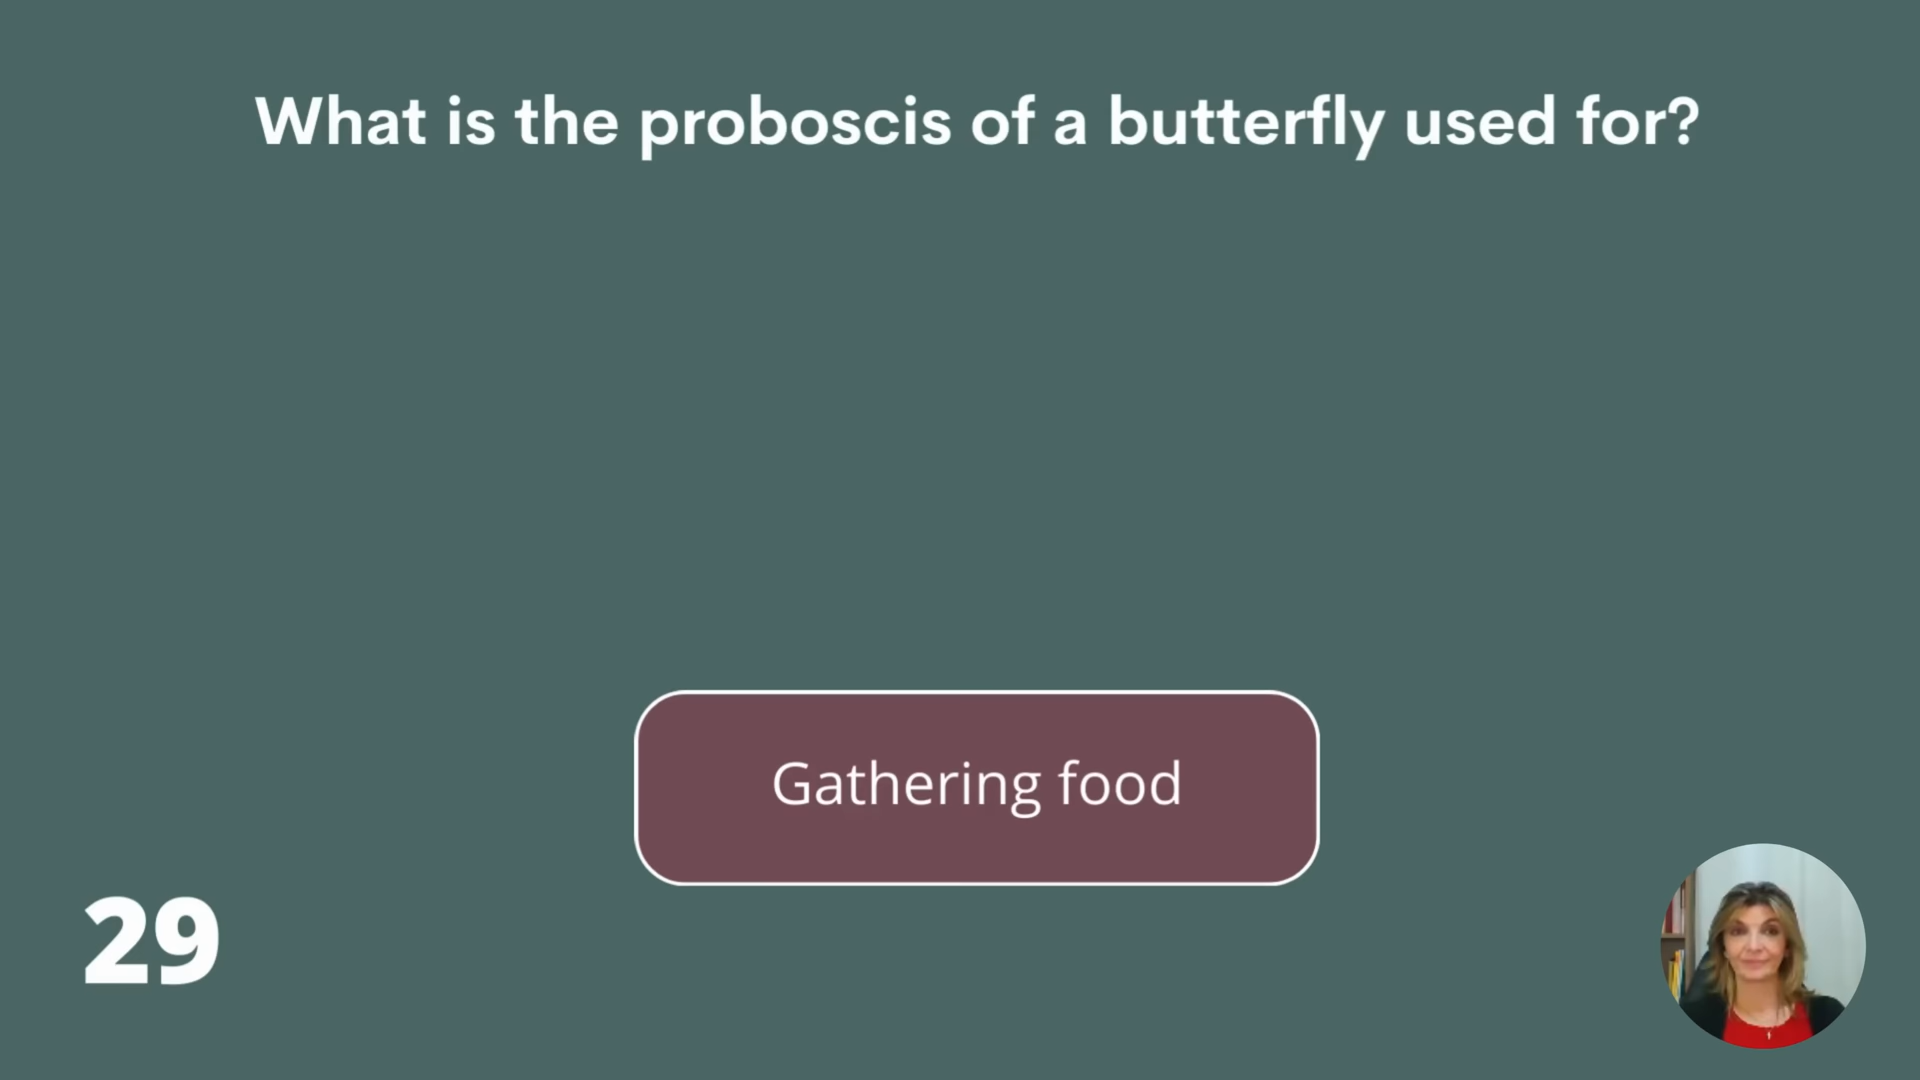 What is the proboscis of a butterfly used for?
Gathering food
29